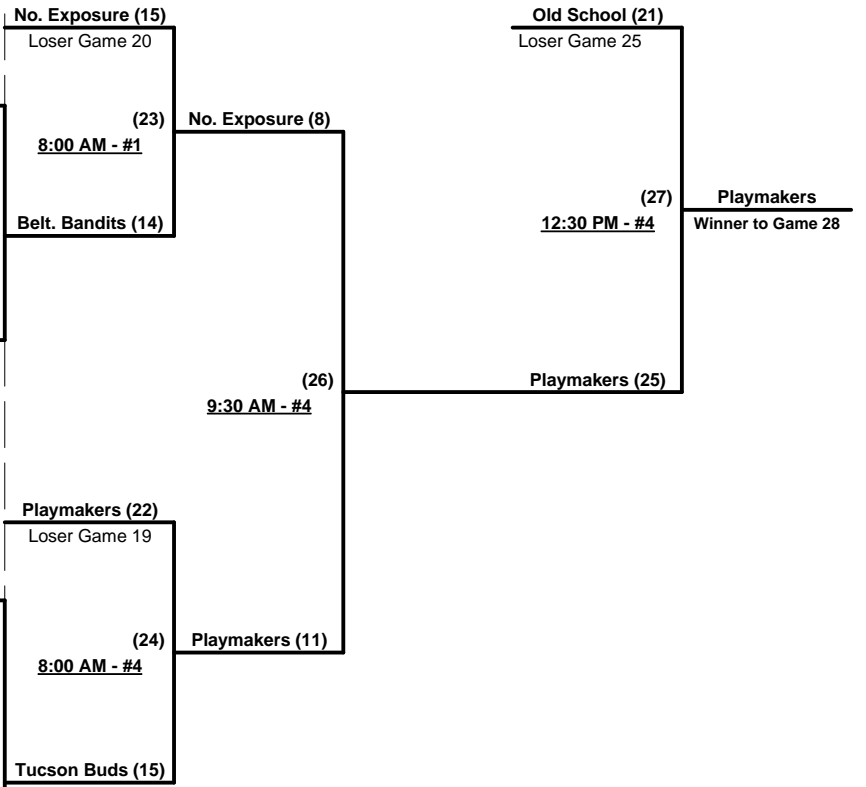 No. Exposure (15)
Old School (21)
Loser Game 20
Loser Game 25
(23)
No. Exposure (8)
8:00 AM - #1
(27)
Playmakers
Belt. Bandits (14)
12:30 PM - #4
Winner to Game 28
(26)
Playmakers (25)
9:30 AM - #4
Playmakers (22)
Loser Game 19
(24)
Playmakers (11)
8:00 AM - #4
Tucson Buds (15)